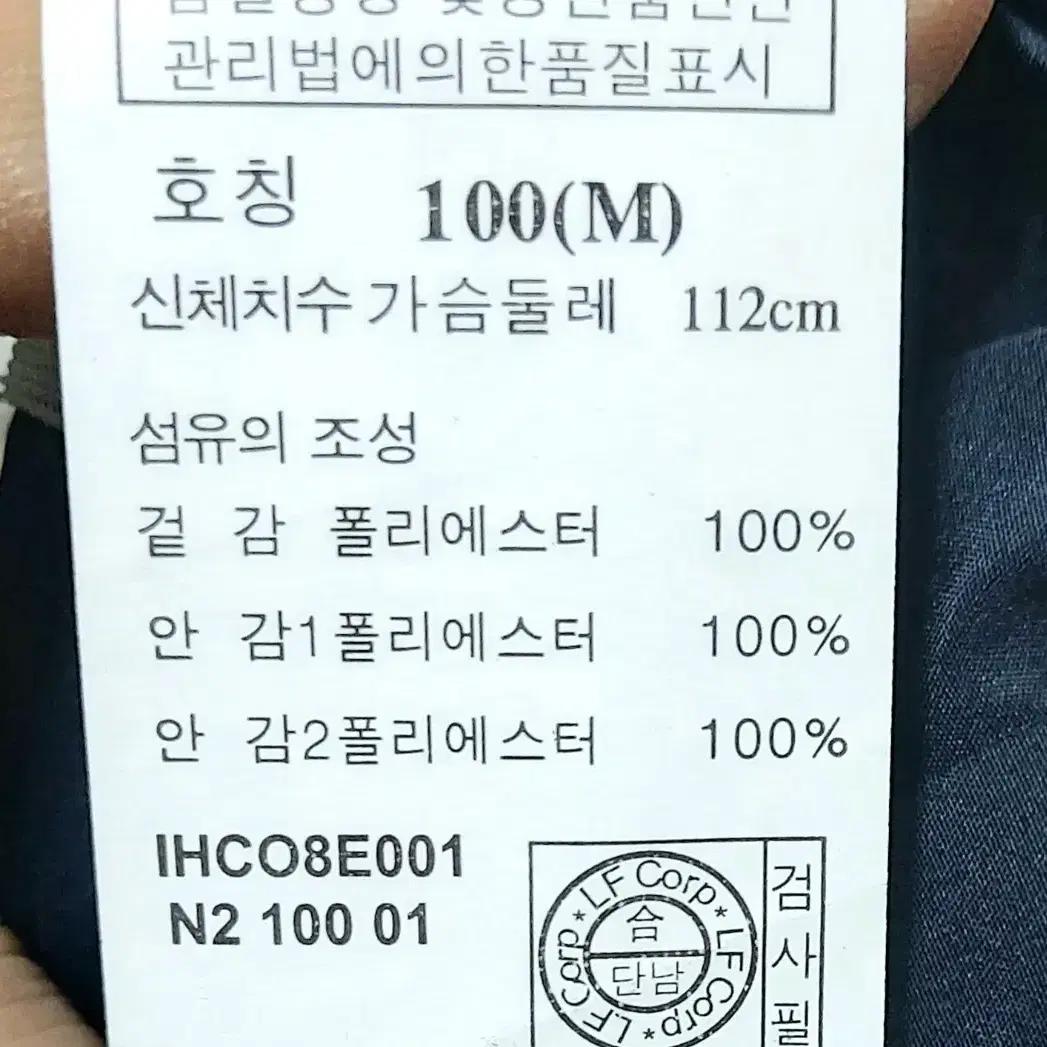 관리법에의한품질표시
호칭 100(M)
신체치수 가슴둘레 112cm
섬유의 조성
겉 감 폴리에스터 100%
안 감1 폴리에스터 100%
안 감2 폴리에스터 100%
IHCO8E001
N2 100 01
LF Corp * LF Corp * LF Corp *
숍
단남
검사필